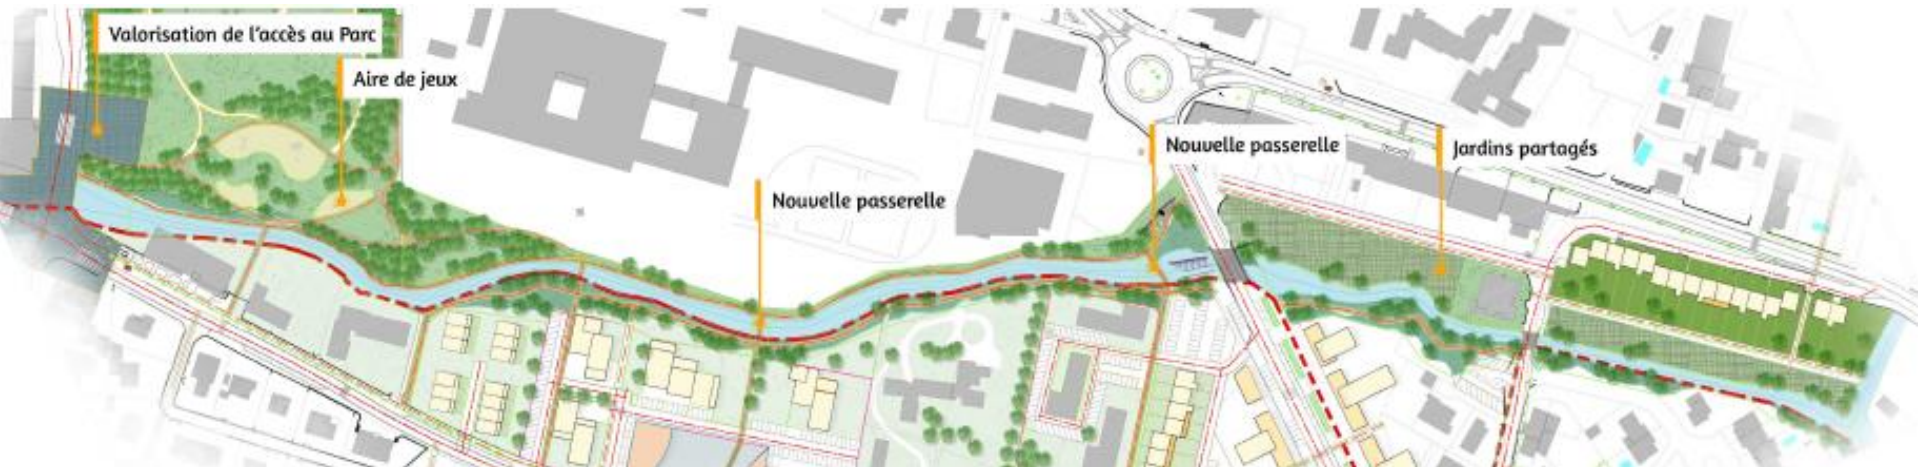 Valorisation de l'accès au Parc
Aire de jeux
Nouvelle passerelle
Nouvelle passerelle
Jardins partagés